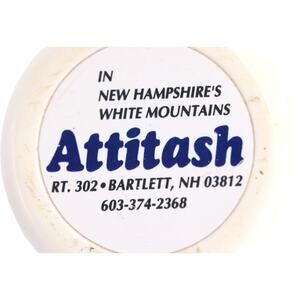 IN
NEW HAMPSHIRE'S
WHITE MOUNTAINS
Attitash
RT. 302 • BARTLETT, NH 03812
603-374-2368